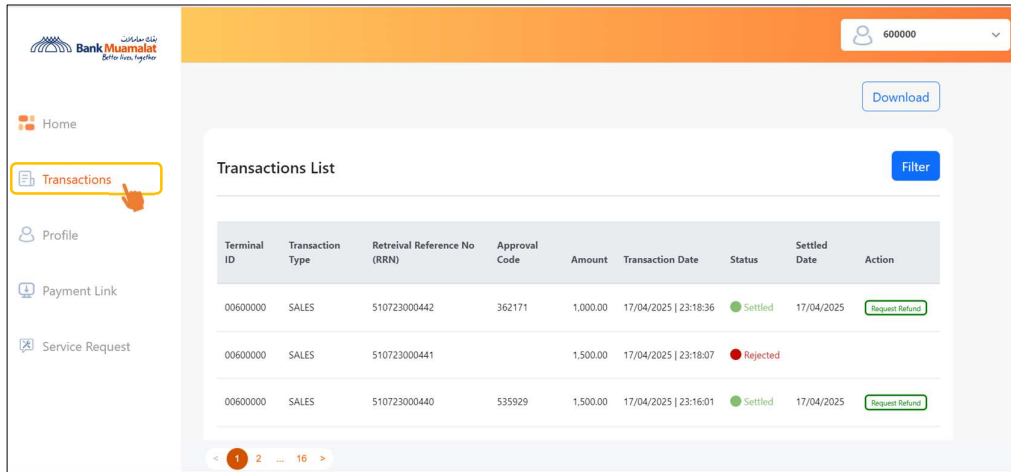 بنك معاملات
Bank Muamalat
Better lives, together
600000
Download
Home
Transactions
Profile
Payment Link
Service Request
Transactions List
Filter
Terminal ID Transaction Type Retreival Reference No (RRN) Approval Code Amount Transaction Date Status Settled Date Action
00600000 SALES 510723000442 362171 1,000.00 17/04/2025 | 23:18:36 Settled 17/04/2025 Request Refund
00600000 SALES 510723000441 1,500.00 17/04/2025 | 23:18:07 Rejected
00600000 SALES 510723000440 535929 1,500.00 17/04/2025 | 23:16:01 Settled 17/04/2025 Request Refund
< 1 2 ... 16 >